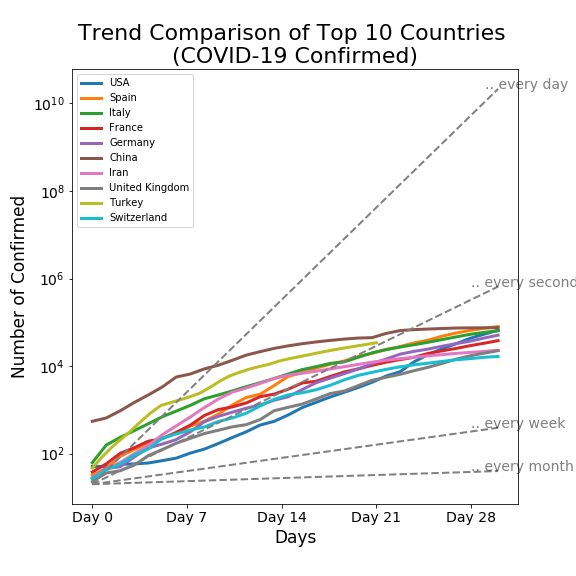 Trend Comparison of Top 10 Countries
(COVID-19 Confirmed)
USA
Spain
Italy
France
Germany
China
Iran
United Kingdom
Turkey
Switzerland
.. every day
.. every second
.. every week
.. every month
10^10
10^8
10^6
10^4
10^2
Number of Confirmed
Day 0 Day 7 Day 14 Day 21 Day 28
Days